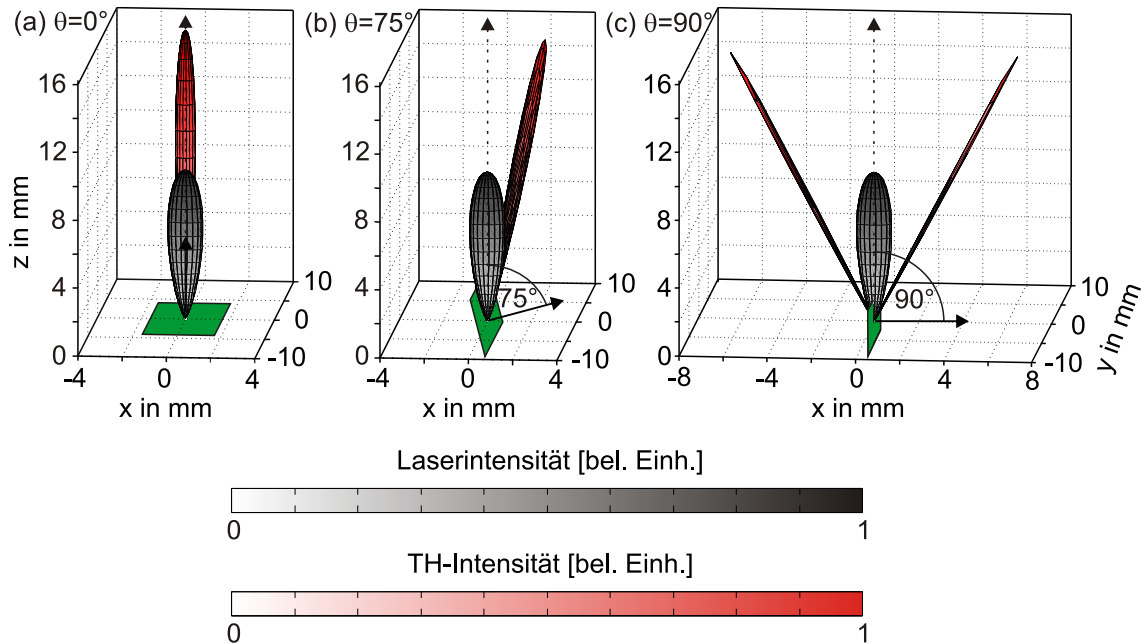 (a) θ=0°
(b) θ=75°
(c) θ=90°
16
12
8
4
0
z in mm
-4 0 4
x in mm
10
0
-10
16
12
8
4
0
75°
-4 0 4
x in mm
10
0
-10
16
12
8
4
0
90°
-8 -4 0 4 8
x in mm
10
0
-10
y in mm
Laserintensität [bel. Einh.]
0 1
TH-Intensität [bel. Einh.]
0 1